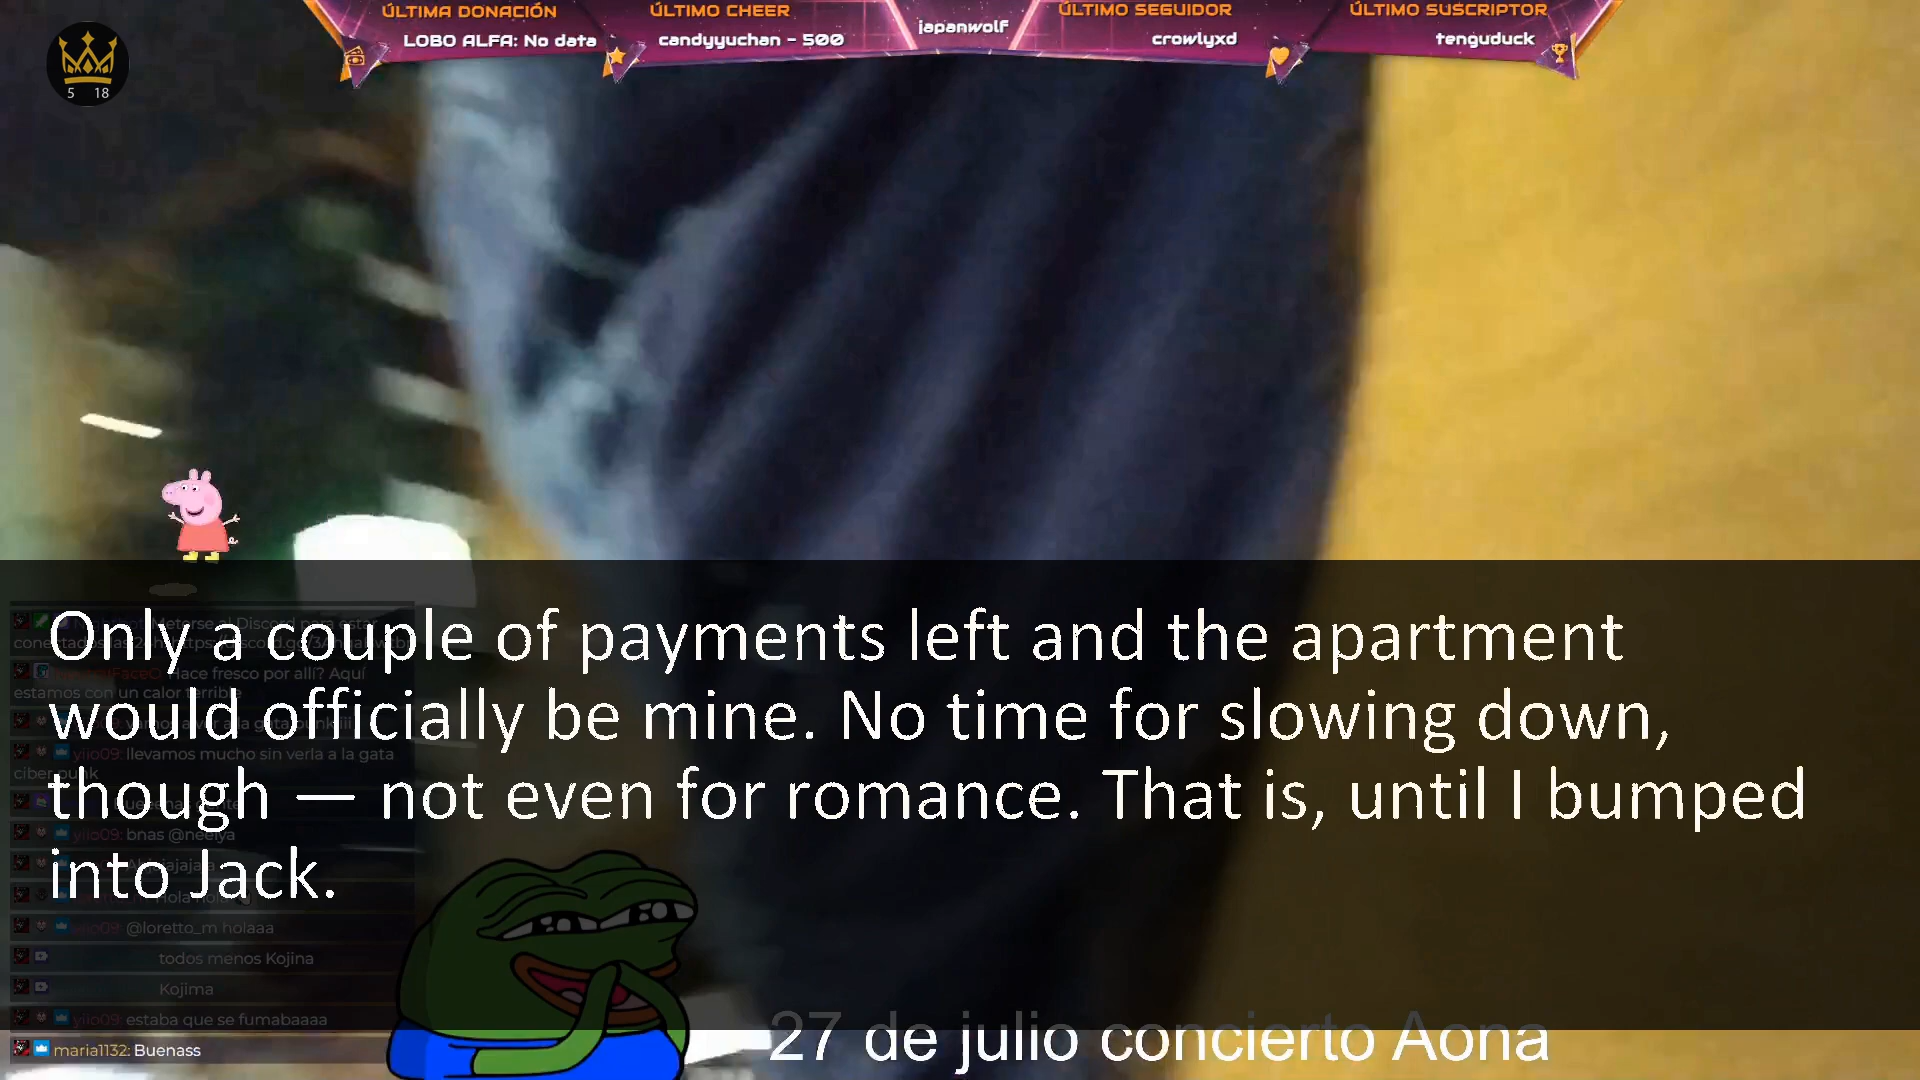 ÚLTIMA DONACIÓN
LOBO ALFA: No data
ÚLTIMO CHEER
candyyuchan - 500
japanwolf
ÚLTIMO SEGUIDOR
crowlyxd
ÚLTIMO SUSCRIPTOR
tenguduck
5 18
Only a couple of payments left and the apartment
would officially be mine. No time for slowing down,
though — not even for romance. That is, until I bumped
into Jack.
Hace fresco por allí? Aquí
estamos con un calor terrible
yiio09: llevamos mucho sin verla a la gata
ciber punk
yiio09: bnas @neelya
yiio09: @loretto_m holaaa
todos menos Kojina
Kojima
yiio09: estaba que se fumabaaaa
maria1132: Buenass
27 de julio concierto Aona